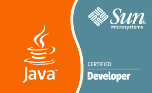 Java
Sun
microsystems
CERTIFIED
Developer